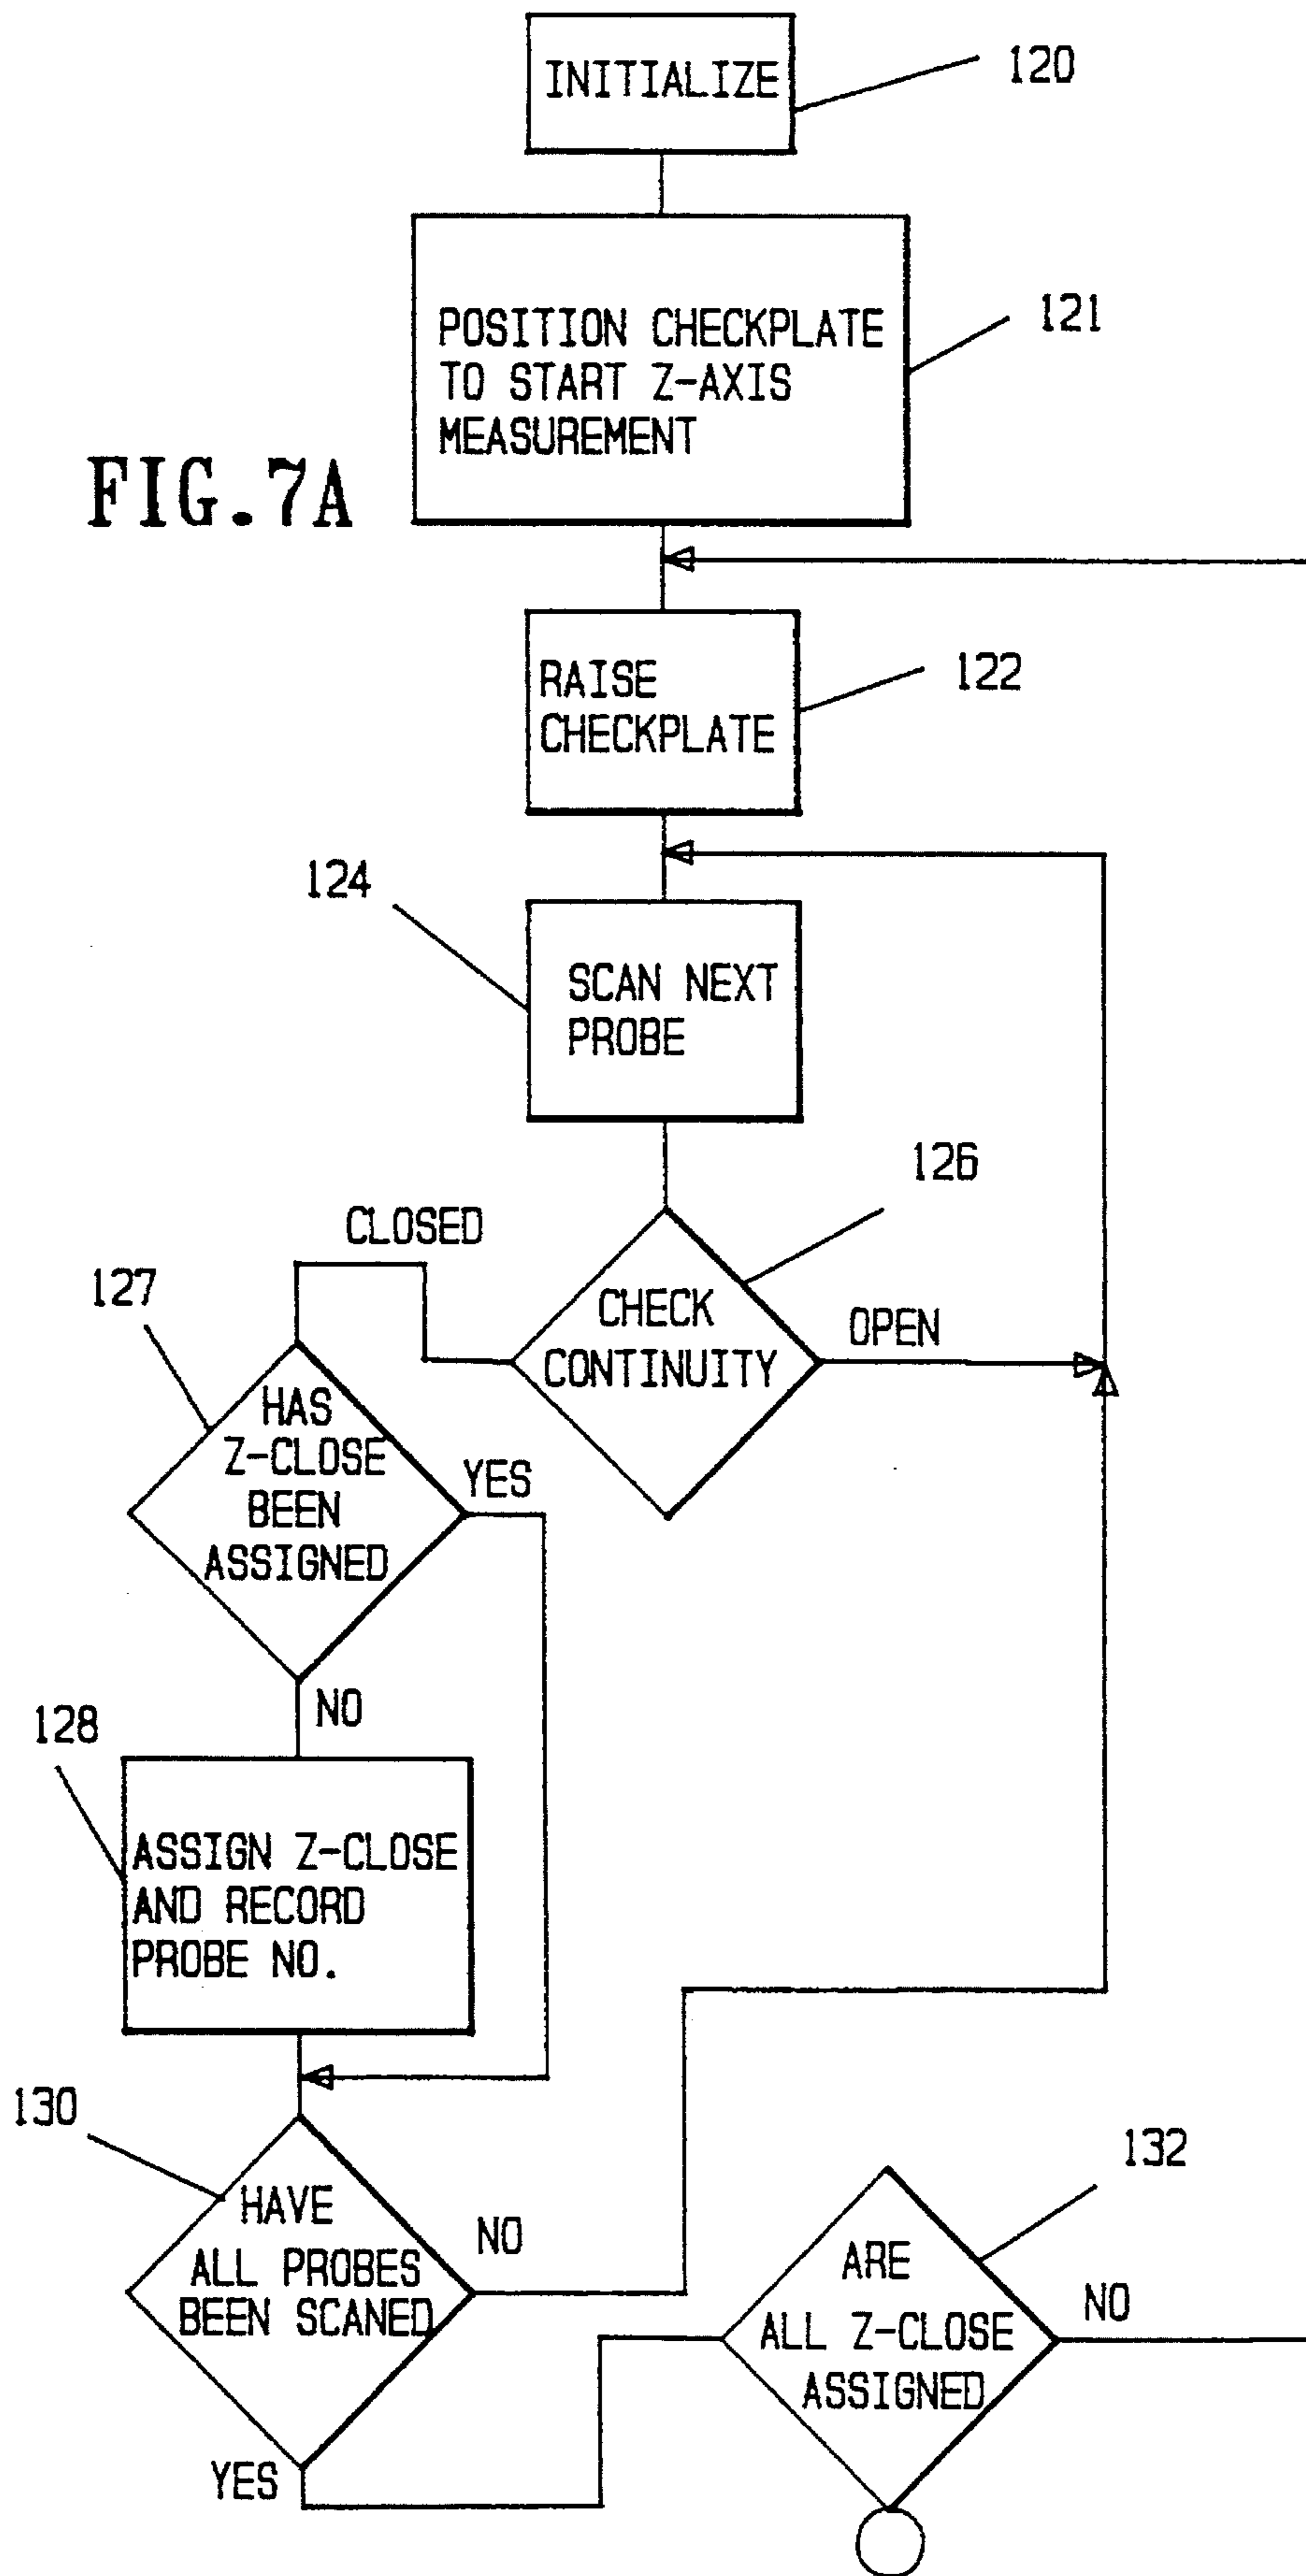 INITIALIZE
120
POSITION CHECKPLATE
TO START Z-AXIS
MEASUREMENT
121
FIG.7A
RAISE
CHECKPLATE
122
124
SCAN NEXT
PROBE
126
CLOSED
CHECK
CONTINUITY
OPEN
127
HAS
Z-CLOSE
BEEN
ASSIGNED
YES
NO
128
ASSIGN Z-CLOSE
AND RECORD
PROBE NO.
130
HAVE
ALL PROBES
BEEN SCANED
NO
YES
132
ARE
ALL Z-CLOSE
ASSIGNED
NO